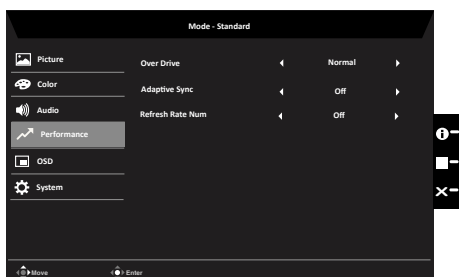 Mode - Standard
Picture
Color
Audio
Performance
OSD
System
Over Drive Normal
Adaptive Sync Off
Refresh Rate Num Off
Move Enter